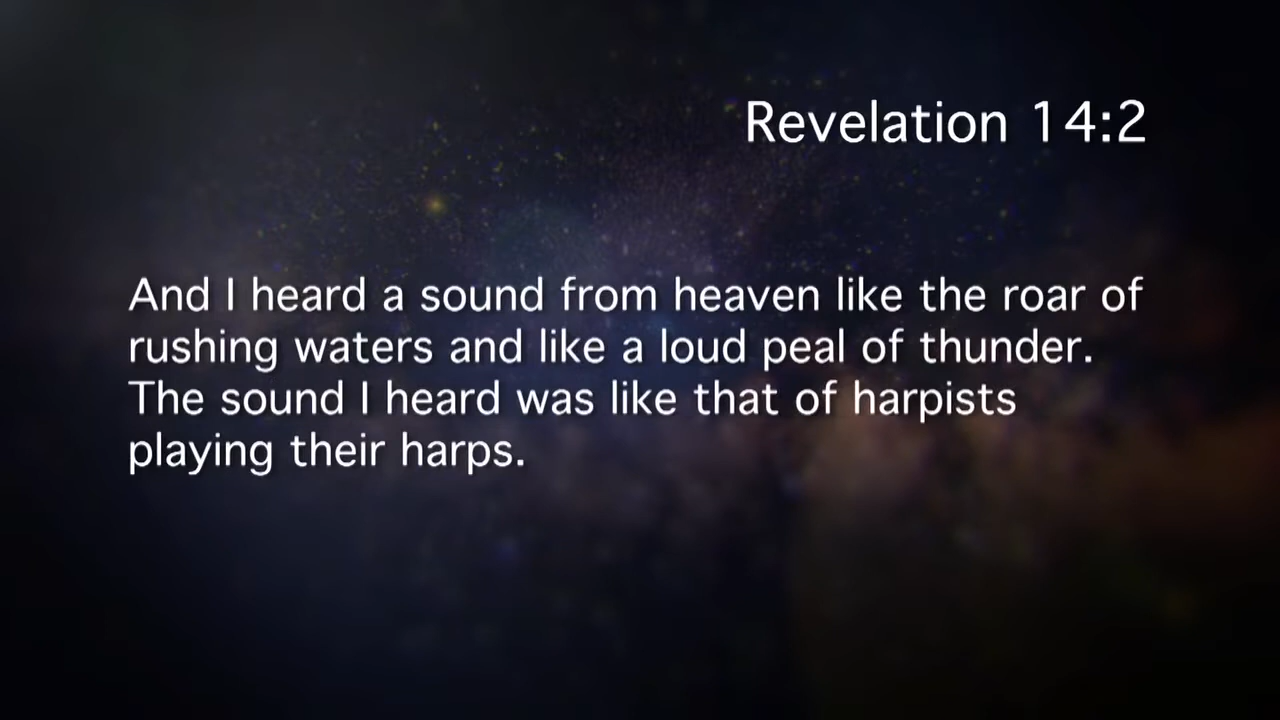 Revelation 14:2
And I heard a sound from heaven like the roar of
rushing waters and like a loud peal of thunder.
The sound I heard was like that of harpists
playing their harps.